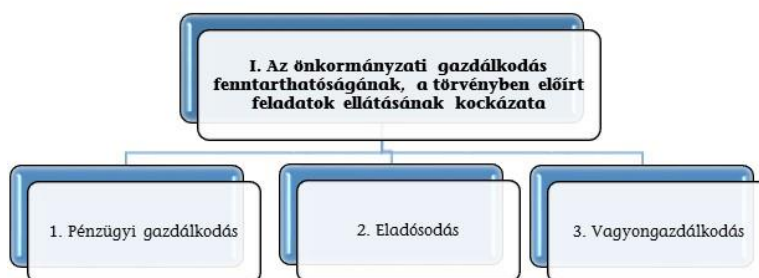 I. Az önkormányzati gazdálkodás
fenntarthatóságának, a törvényben előírt
feladatok ellátásának kockázata
1. Pénzügyi gazdálkodás
2. Eladósodás
3. Vagyongazdálkodás